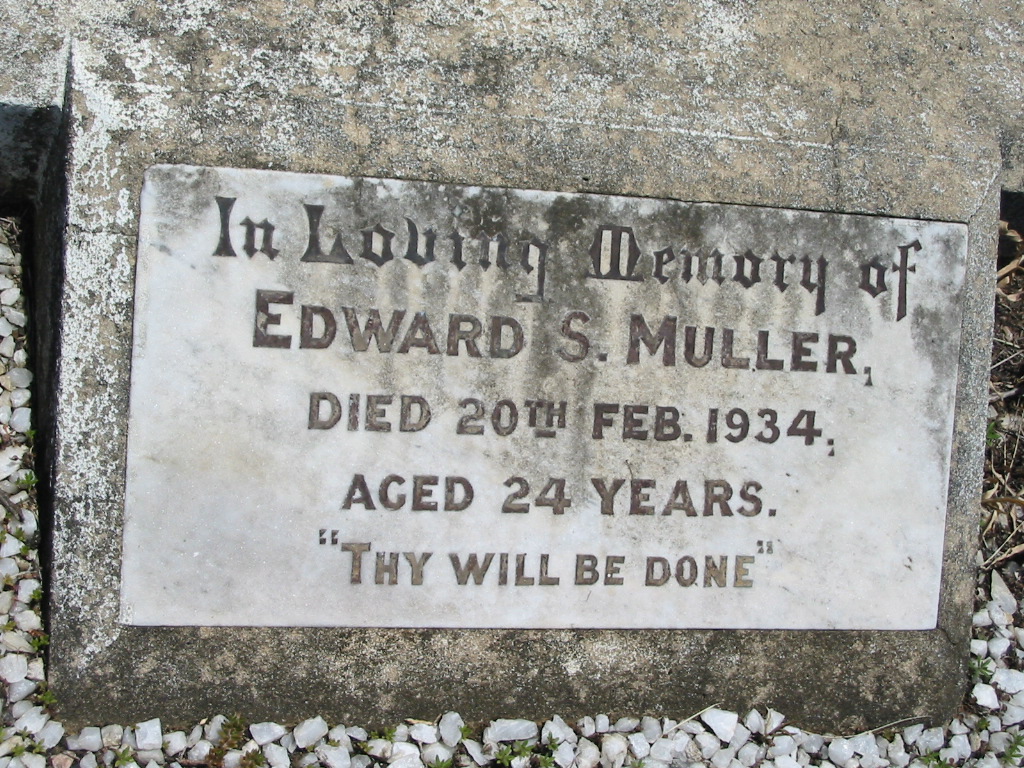 In Loving Memory of
EDWARD S. MULLER,
DIED 20TH FEB. 1934,
AGED 24 YEARS.
"THY WILL BE DONE"